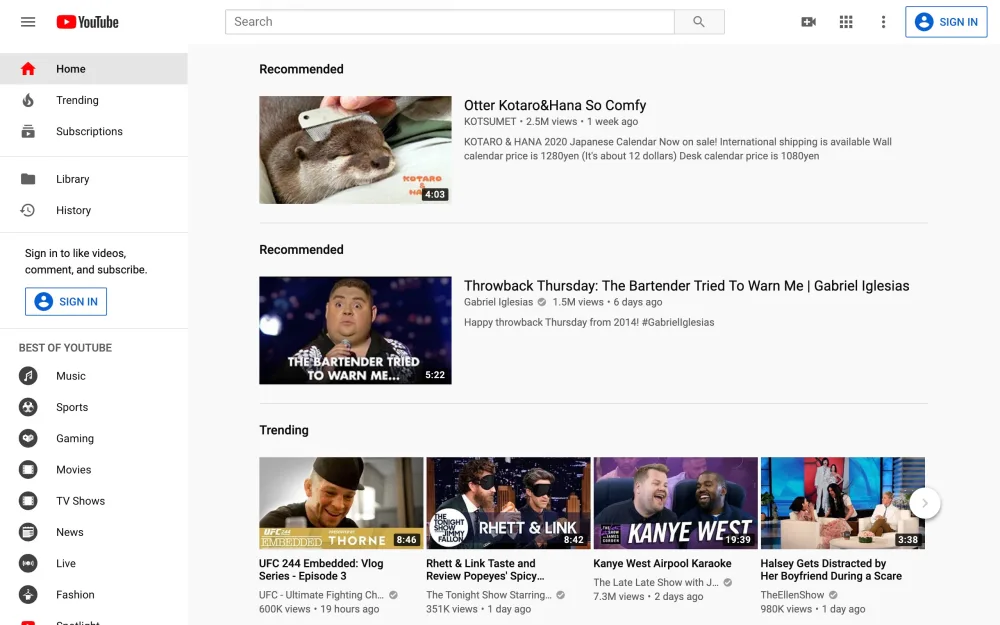 YouTube
Search
SIGN IN
Home
Trending
Subscriptions
Library
History
Sign in to like videos,
comment, and subscribe.
SIGN IN
BEST OF YOUTUBE
Music
Sports
Gaming
Movies
TV Shows
News
Live
Fashion
Spotlight
Recommended
KOTARO
&
HA
4:03
Otter Kotaro&Hana So Comfy
KOTSUMET • 2.5M views • 1 week ago
KOTARO & HANA 2020 Japanese Calendar Now on sale! International shipping is available Wall
calendar price is 1280yen (It's about 12 dollars) Desk calendar price is 1080yen
Recommended
THE BARTENDER TRIED
TO WARN ME...
5:22
Throwback Thursday: The Bartender Tried To Warn Me | Gabriel Iglesias
Gabriel Iglesias 1.5M views • 6 days ago
Happy throwback Thursday from 2014! #GabrielIglesias
Trending
UFC 244
EMBEDDED
THORNE
8:46
UFC 244 Embedded: Vlog
Series - Episode 3
UFC - Ultimate Fighting Ch...
600K views • 19 hours ago
THE
TONIGHT
SHOW
JIMMY
FALLON
RHETT & LINK
8:42
Rhett & Link Taste and
Review Popeyes' Spicy...
The Tonight Show Starring...
351K views • 1 day ago
KANYE WEST
19:39
Kanye West Airpool Karaoke
The Late Late Show with J...
7.3M views • 2 days ago
3:38
Halsey Gets Distracted by
Her Boyfriend During a Scare
TheEllenShow
980K views • 1 day ago